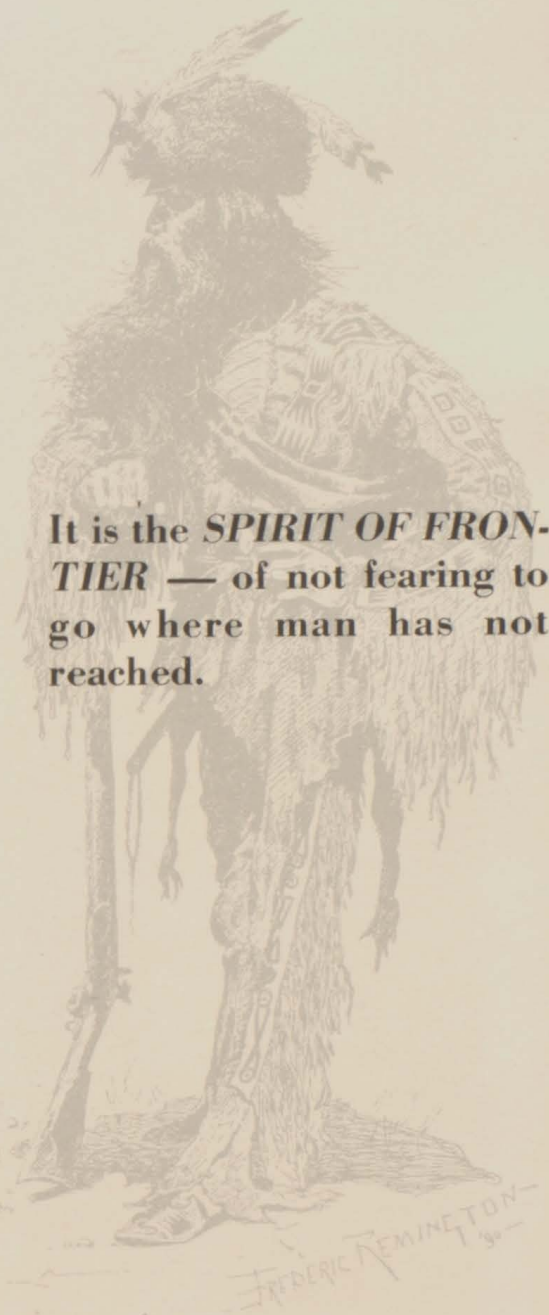 It is the SPIRIT OF FRON-
TIER — of not fearing to
go where man has not
reached.
FREDERIC REMINGTON—
'90—